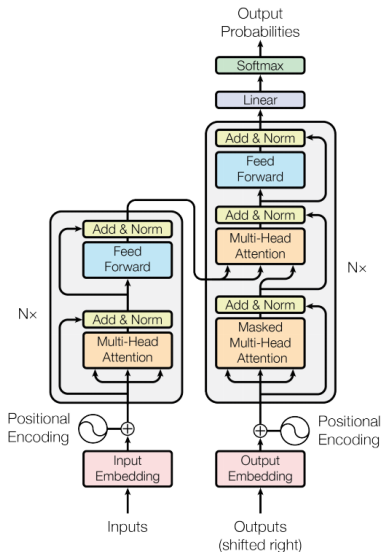 Output
Probabilities
Softmax
Linear
Add & Norm
Feed
Forward
Add & Norm
Multi-Head
Attention
Add & Norm
Masked
Multi-Head
Attention
N×
Add & Norm
Feed
Forward
Add & Norm
Multi-Head
Attention
N×
Positional
Encoding
Positional
Encoding
Input
Embedding
Output
Embedding
Inputs
Outputs
(shifted right)